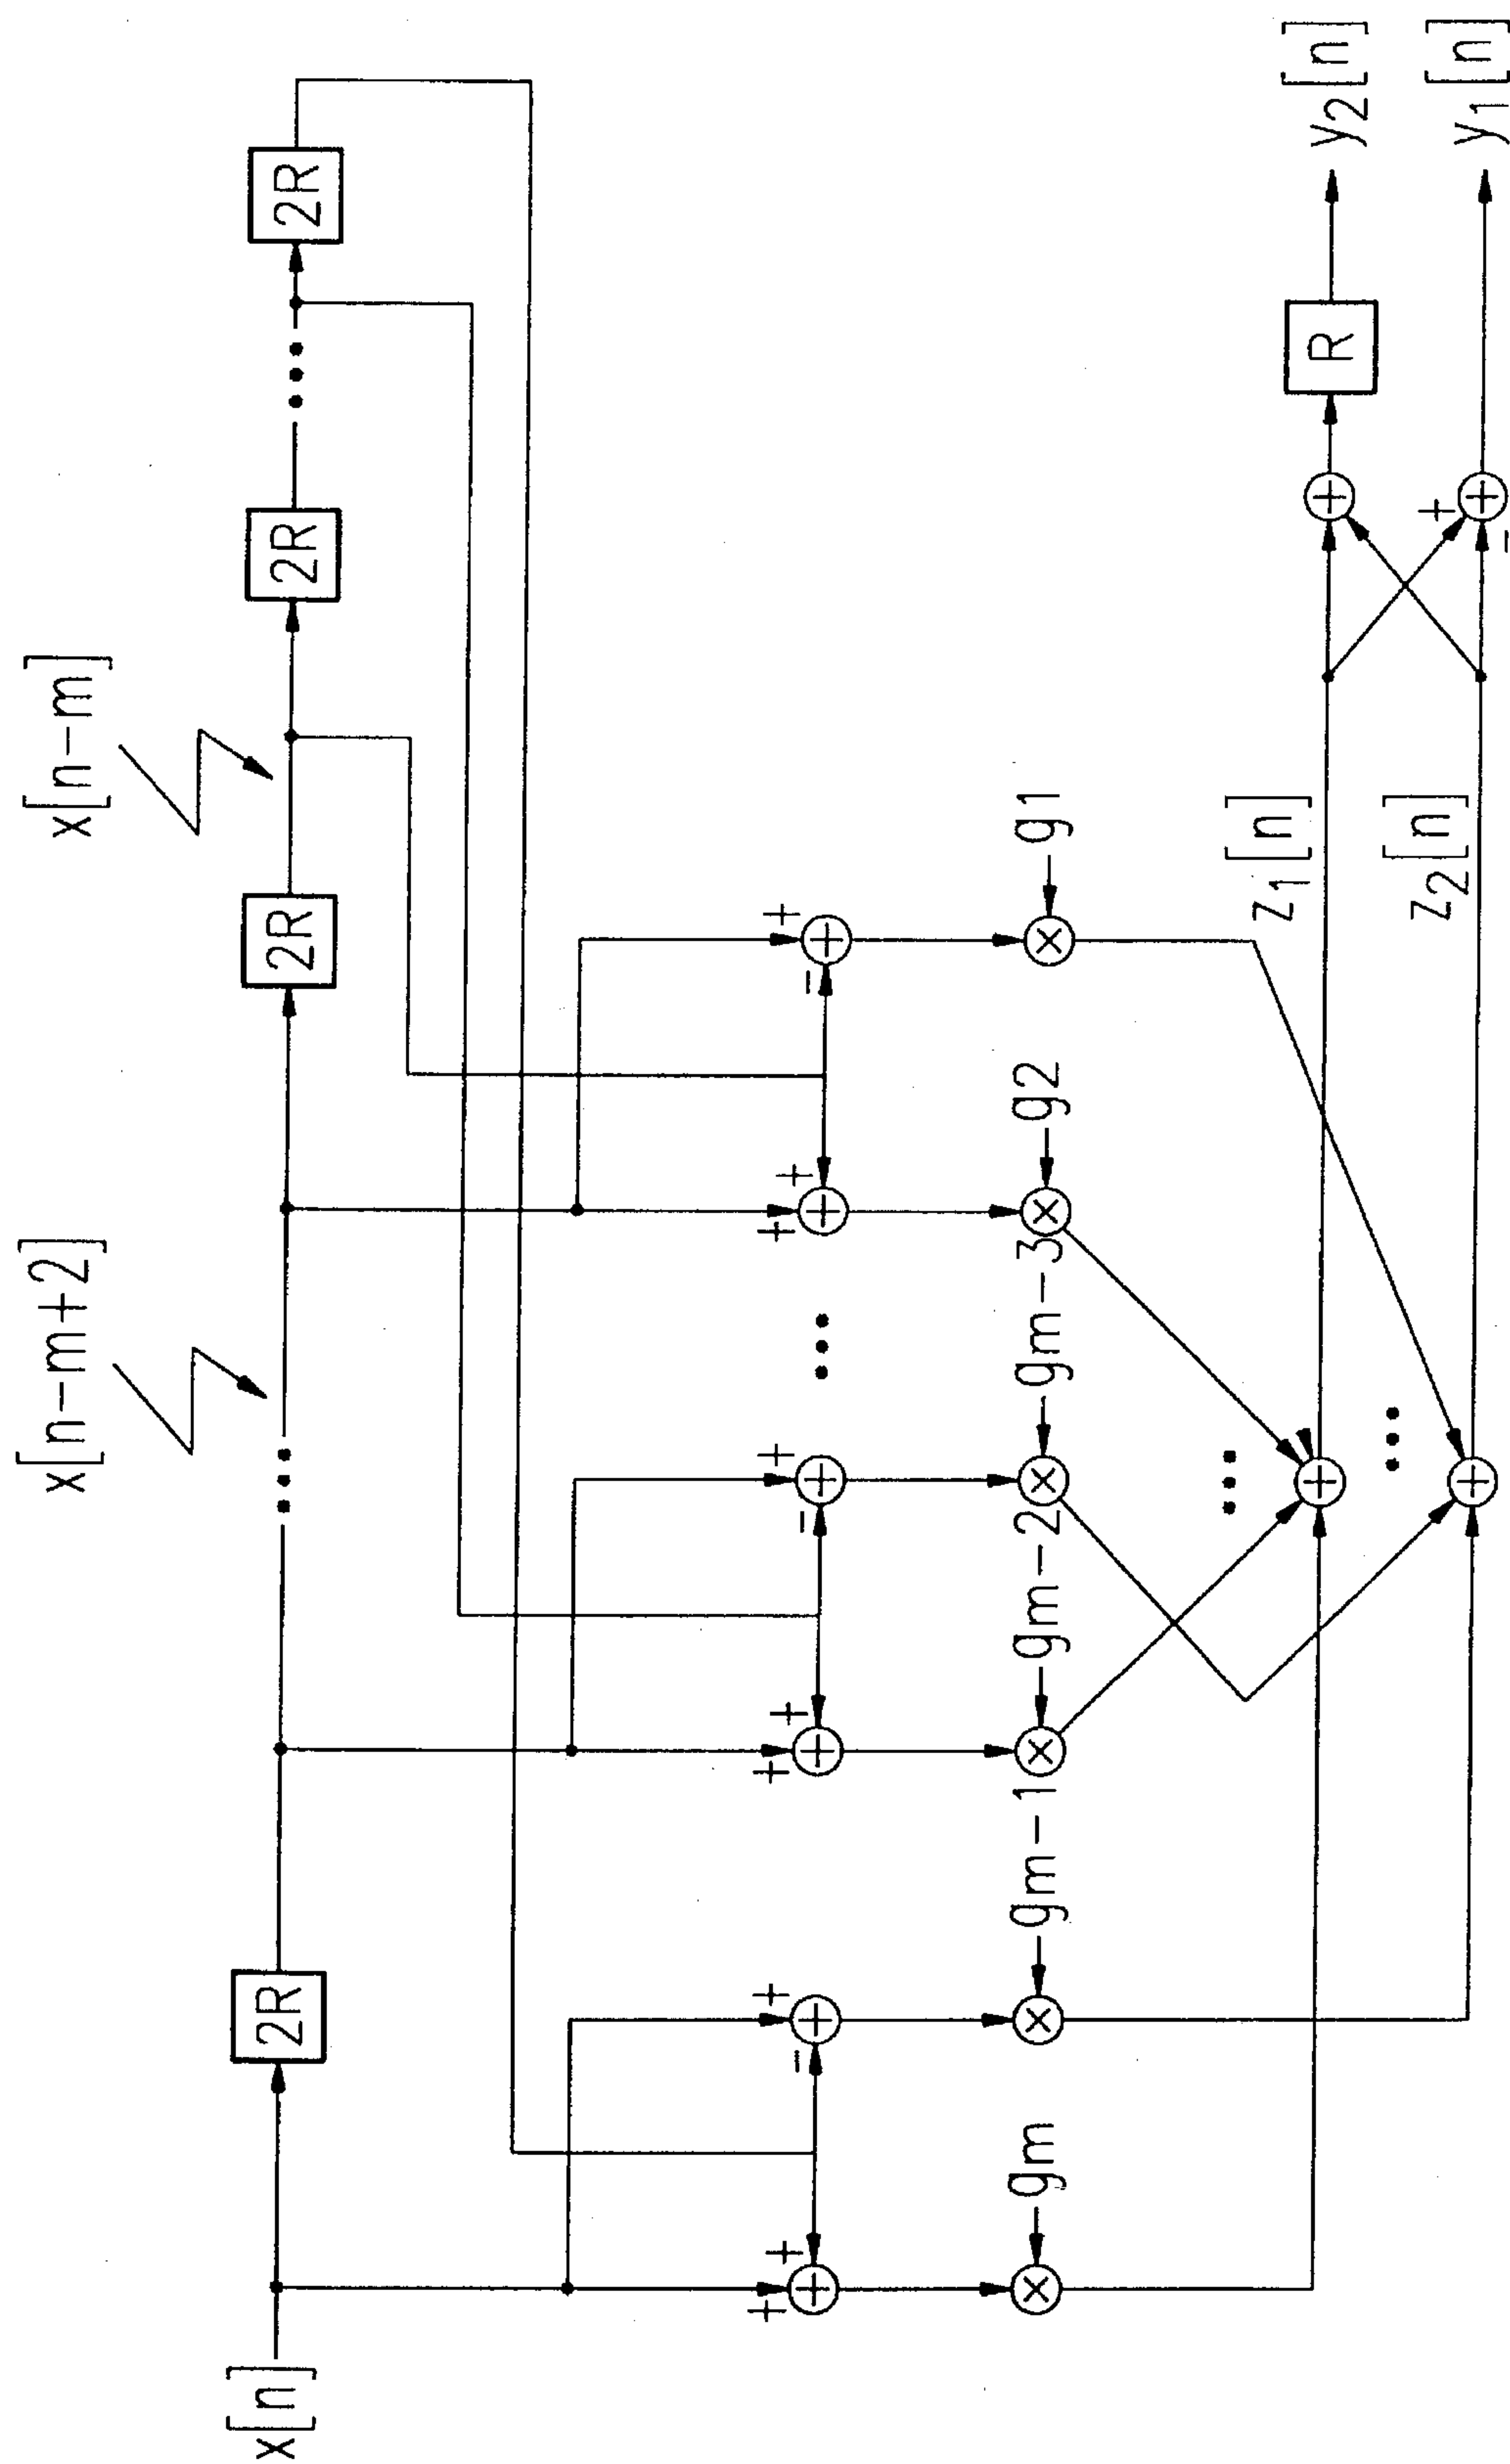 x[n]
2R
x[n-m+2]
2R
x[n-m]
2R
2R
+
+
-
+
+
+
-
+
+
+
-
+
gm
gm-1
gm-2
gm-3
g2
g1
z1[n]
z2[n]
+
-
R
y2[n]
y1[n]